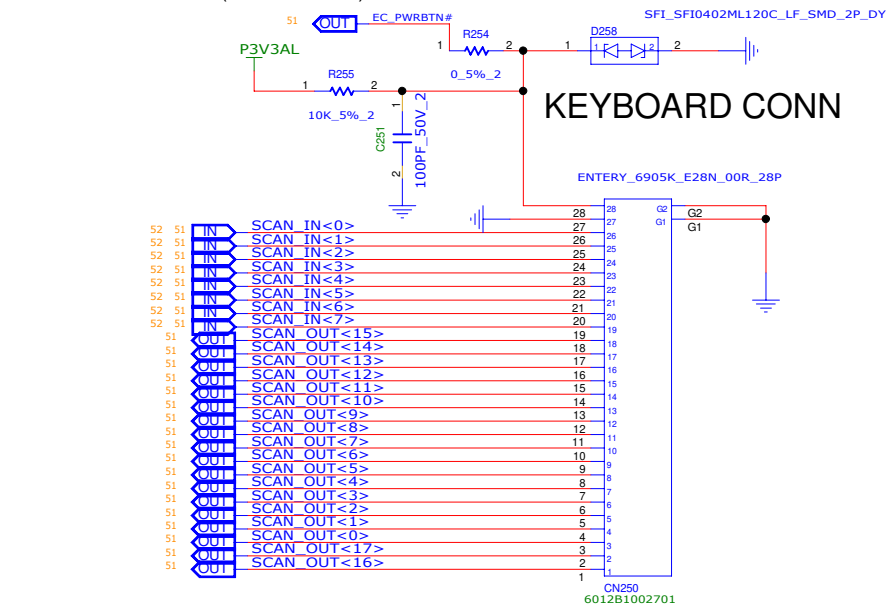 SFI_SFI0402ML120C_LF_SMD_2P_DY
51 OUT EC_PWRBTN#
R254
D258
1 2 1 1 2 2
P3V3AL
0_5%_2
R255
1 2
10K_5%_2
1
C251
100PF_50V_2
2
KEYBOARD CONN
ENTERY_6905K_E28N_00R_28P
28 28 G2 G2
27 27 G1 G1
52 51 IN SCAN_IN<0> 26 26
52 51 IN SCAN_IN<1> 25 25
52 51 IN SCAN_IN<2> 24 24
52 51 IN SCAN_IN<3> 23 23
52 51 IN SCAN_IN<4> 22 22
52 51 IN SCAN_IN<5> 21 21
52 51 IN SCAN_IN<6> 20 20
52 51 IN SCAN_IN<7> 19 19
51 OUT SCAN_OUT<15> 18 18
51 OUT SCAN_OUT<14> 17 17
51 OUT SCAN_OUT<13> 16 16
51 OUT SCAN_OUT<12> 15 15
51 OUT SCAN_OUT<11> 14 14
51 OUT SCAN_OUT<10> 13 13
51 OUT SCAN_OUT<9> 12 12
51 OUT SCAN_OUT<8> 11 11
51 OUT SCAN_OUT<7> 10 10
51 OUT SCAN_OUT<6> 9 9
51 OUT SCAN_OUT<5> 8 8
51 OUT SCAN_OUT<4> 7 7
51 OUT SCAN_OUT<3> 6 6
51 OUT SCAN_OUT<2> 5 5
51 OUT SCAN_OUT<1> 4 4
51 OUT SCAN_OUT<0> 3 3
51 OUT SCAN_OUT<17> 2 2
51 OUT SCAN_OUT<16> 1 1
CN250
6012B1002701